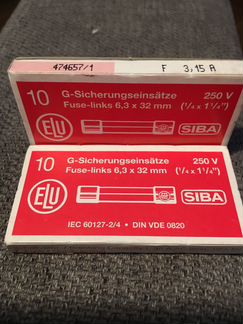 474657/1 F 3,15 A
10 G-Sicherungseinsätze 250 V
Fuse-links 6,3 x 32 mm (¹/₄ x 1¹/₄")
ELU SIBA
10 G-Sicherungseinsätze 250 V
Fuse-links 6,3 x 32 mm (¹/₄ x 1¹/₄")
ELU SIBA
IEC 60127-2/4 • DIN VDE 0820